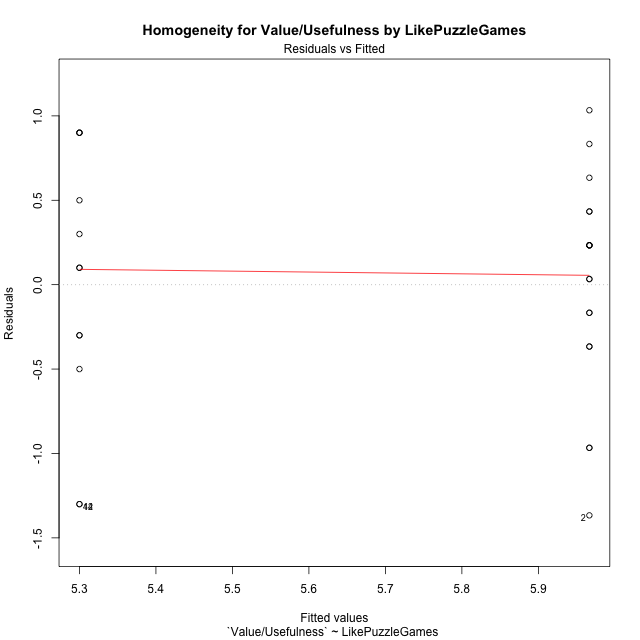 Homogeneity for Value/Usefulness by LikePuzzleGames
Residuals vs Fitted
1.0
0.5
0.0
-0.5
-1.0
-1.5
Residuals
2
5.3 5.4 5.5 5.6 5.7 5.8 5.9
Fitted values
`Value/Usefulness` ~ LikePuzzleGames